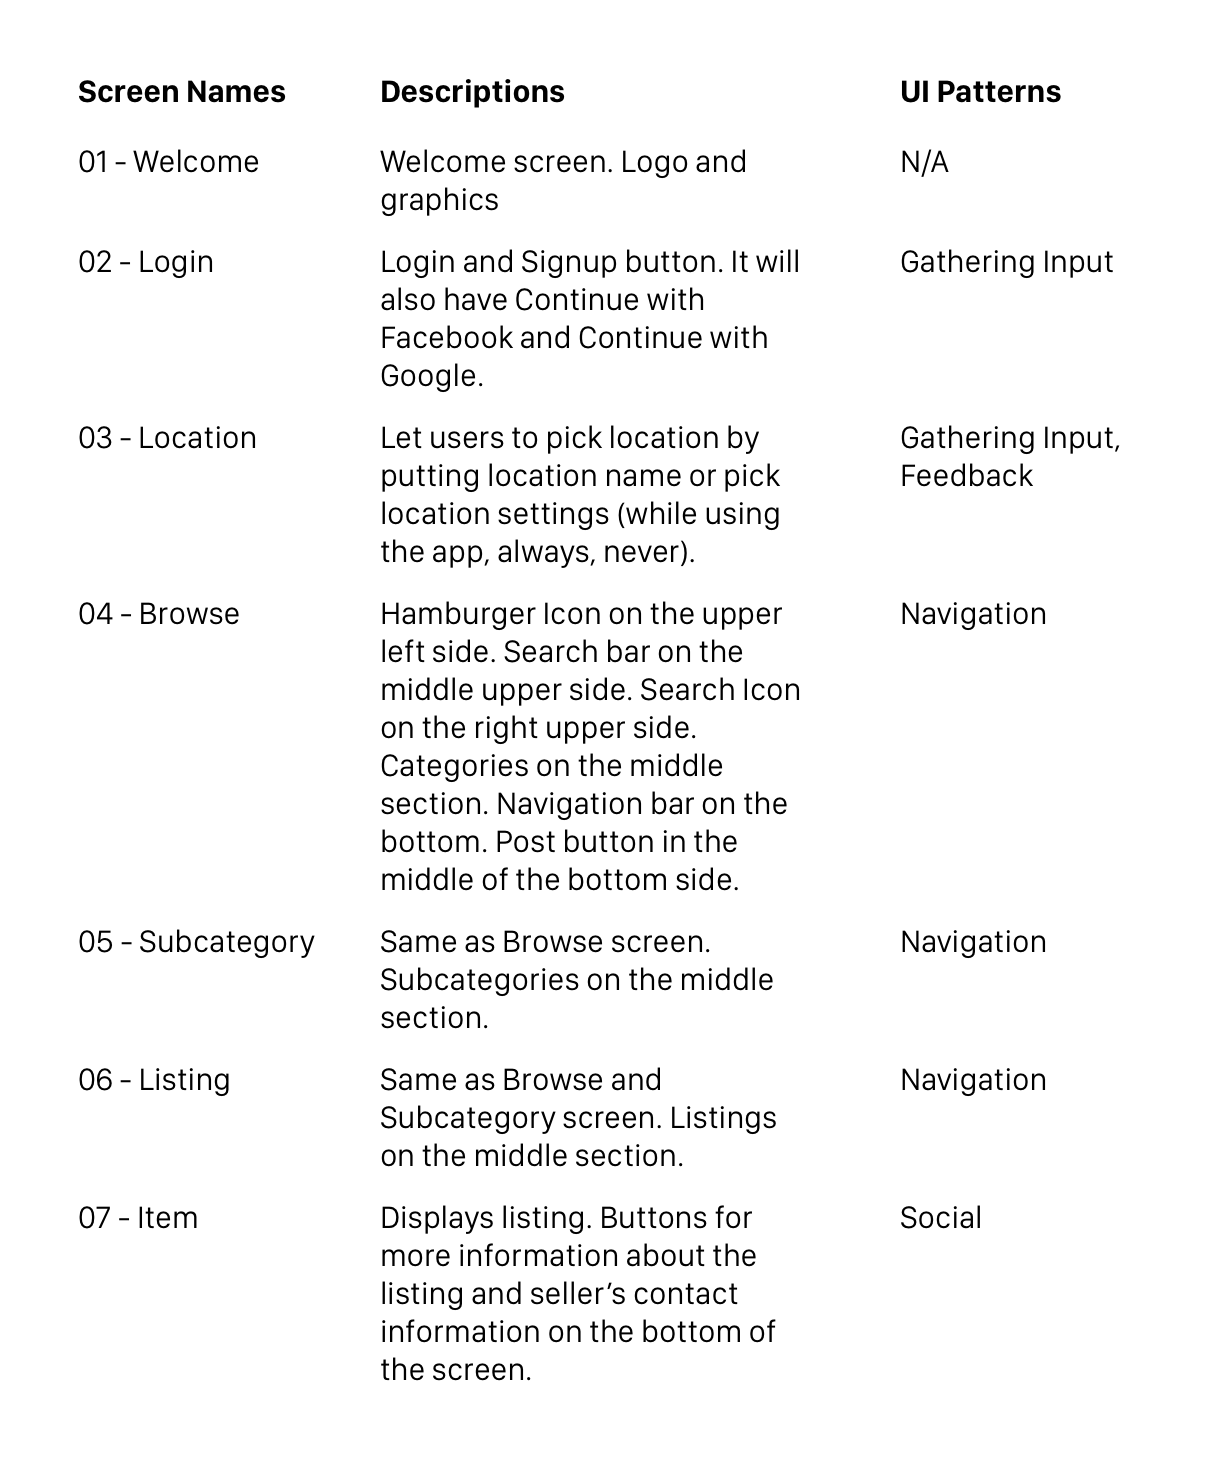 Screen Names Descriptions UI Patterns
01 - Welcome Welcome screen. Logo and N/A
graphics
02 - Login Login and Signup button. It will Gathering Input
also have Continue with
Facebook and Continue with
Google.
03 - Location Let users to pick location by Gathering Input,
putting location name or pick Feedback
location settings (while using
the app, always, never).
04 - Browse Hamburger Icon on the upper Navigation
left side. Search bar on the
middle upper side. Search Icon
on the right upper side.
Categories on the middle
section. Navigation bar on the
bottom. Post button in the
middle of the bottom side.
05 - Subcategory Same as Browse screen. Navigation
Subcategories on the middle
section.
06 - Listing Same as Browse and Navigation
Subcategory screen. Listings
on the middle section.
07 - Item Displays listing. Buttons for Social
more information about the
listing and seller’s contact
information on the bottom of
the screen.